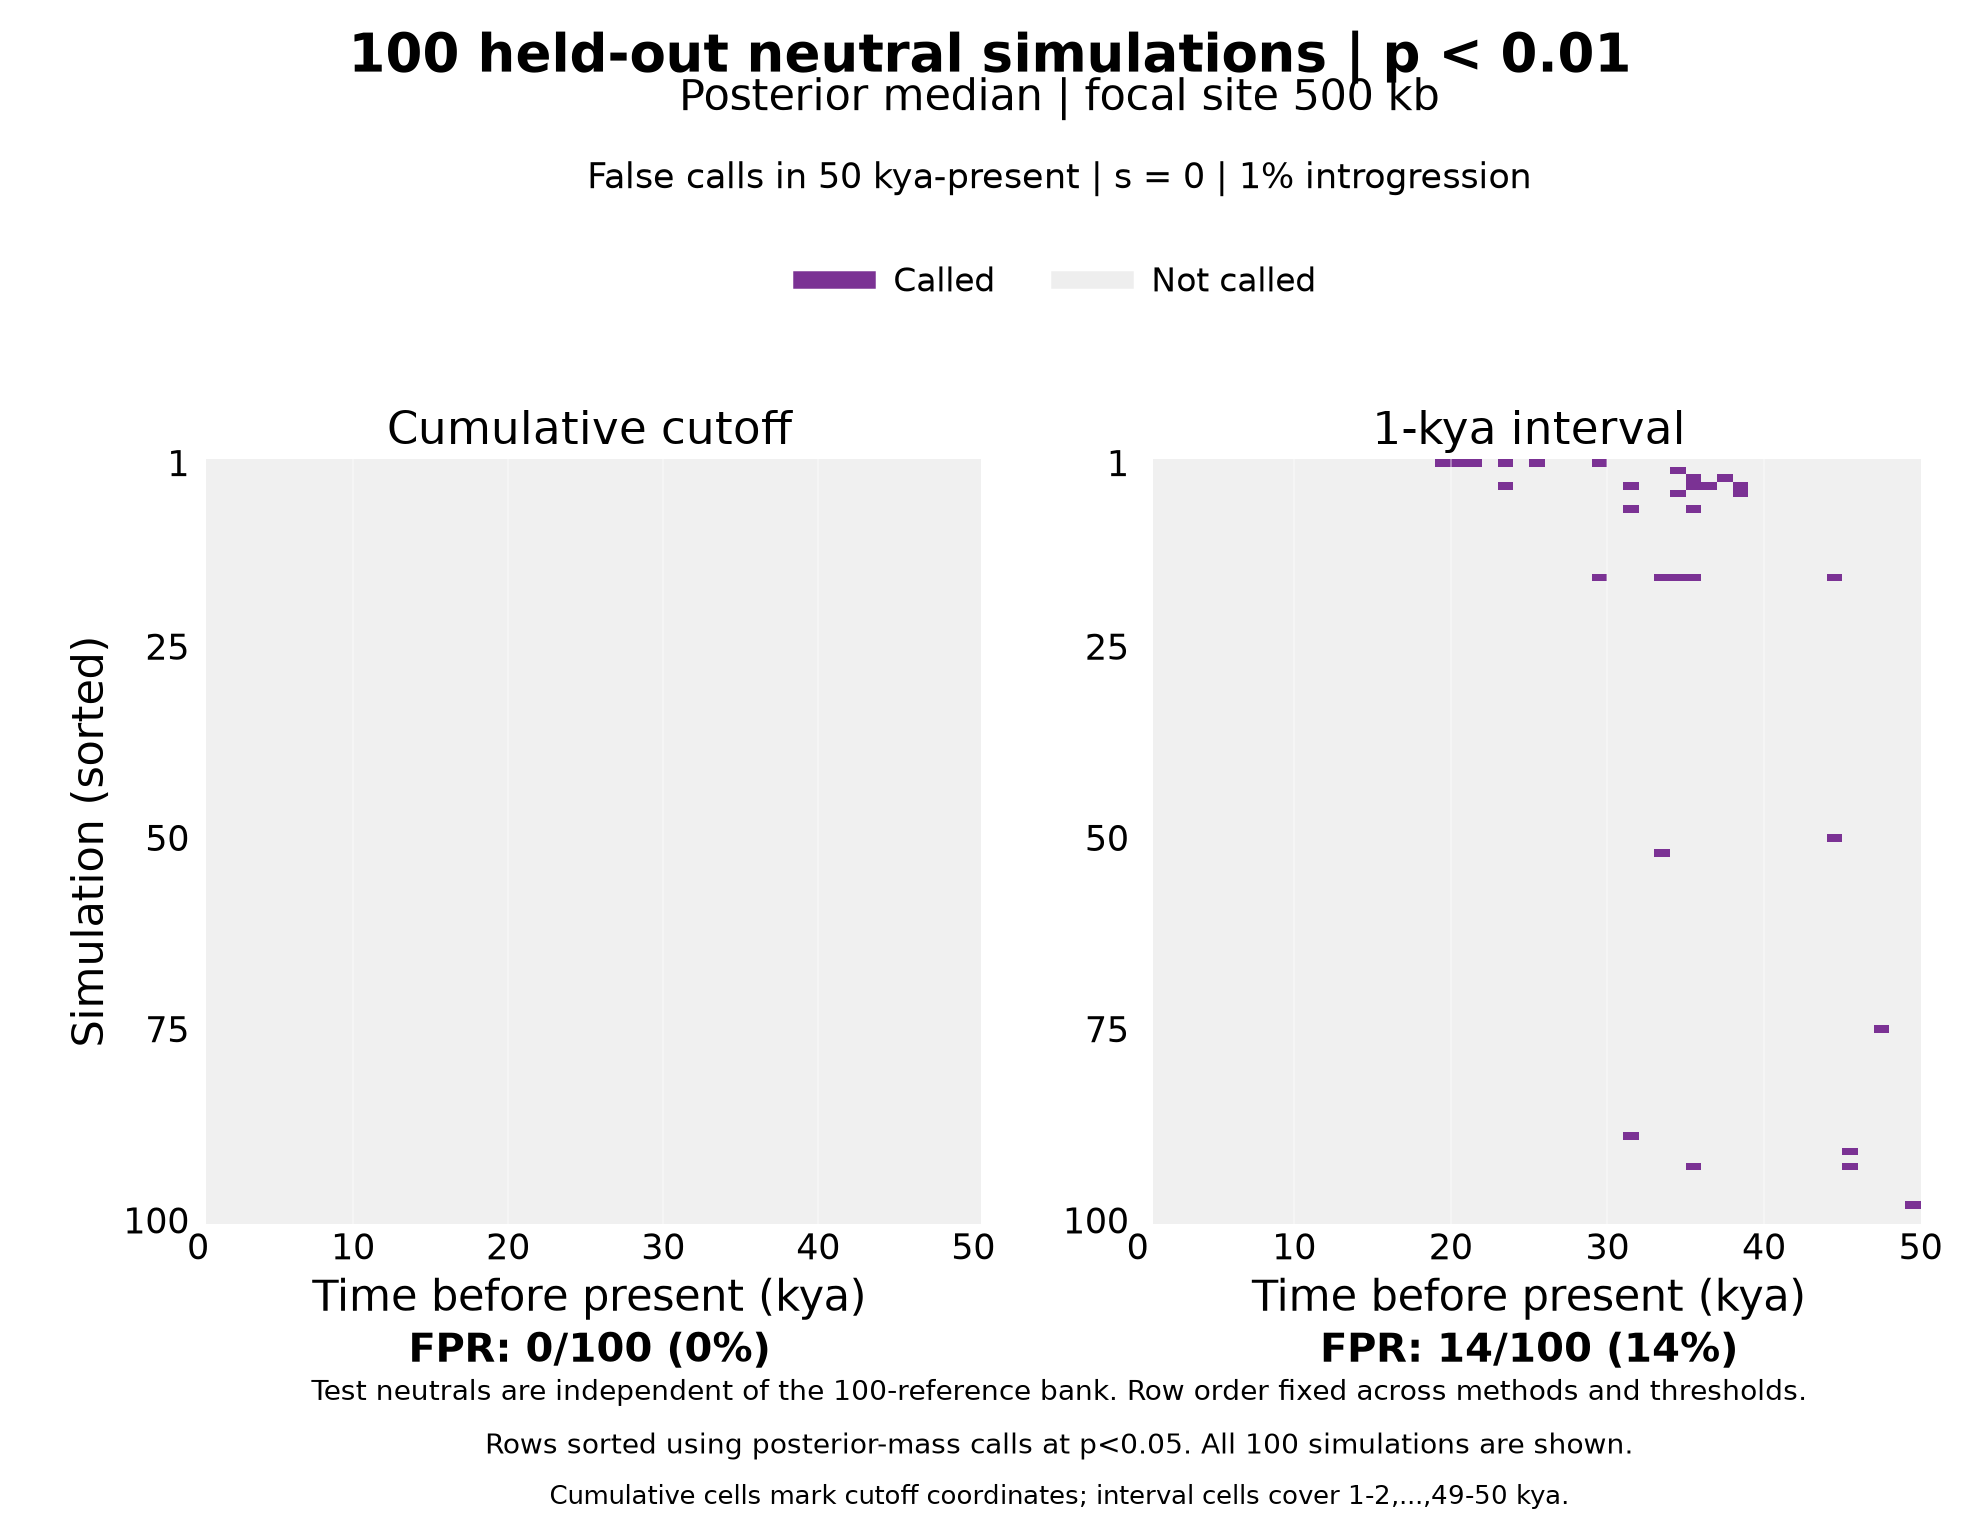 100 held-out neutral simulations | p < 0.01
Posterior median | focal site 500 kb
False calls in 50 kya-present | s = 0 | 1% introgression
Called
Not called
Cumulative cutoff
1-kya interval
Simulation (sorted)
1
25
50
75
100
1
25
50
75
100
0 10 20 30 40 50
0 10 20 30 40 50
Time before present (kya)
Time before present (kya)
FPR: 0/100 (0%)
FPR: 14/100 (14%)
Test neutrals are independent of the 100-reference bank. Row order fixed across methods and thresholds.
Rows sorted using posterior-mass calls at p<0.05. All 100 simulations are shown.
Cumulative cells mark cutoff coordinates; interval cells cover 1-2,...,49-50 kya.